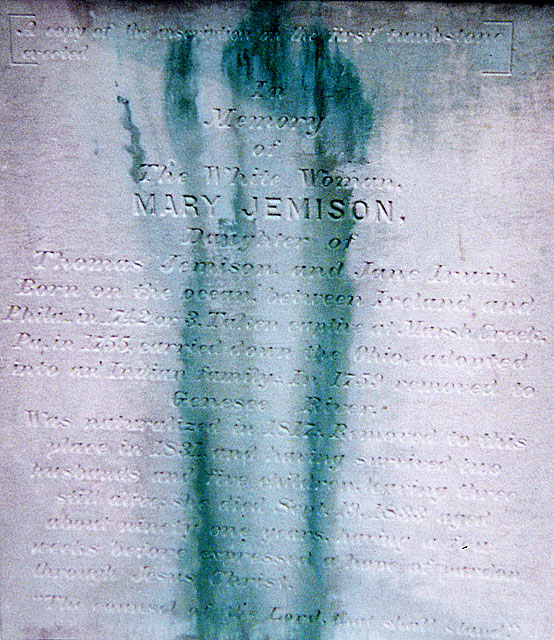 A copy of the inscription on the first tombstone
erected
In
Memory
of
The White Woman,
MARY JEMISON,
Daughter of
Thomas Jemison, and Jane Irwin.
Born on the ocean, between Ireland, and
Phila. in 1742 or 3. Taken captive at Marsh Creek,
Pa. in 1755, carried down the Ohio, adopted
into an Indian family. In 1759 removed to
Genesee River.
Was naturalized in 1817. Removed to this
place in 1831 and having survived two
husbands and five children, leaving three
still alive, she died Sept. 19, 1833 aged
about ninety one years, having a few
weeks before expressed a hope of pardon
through Jesus Christ.
"The counsel of the Lord, that shall stand."